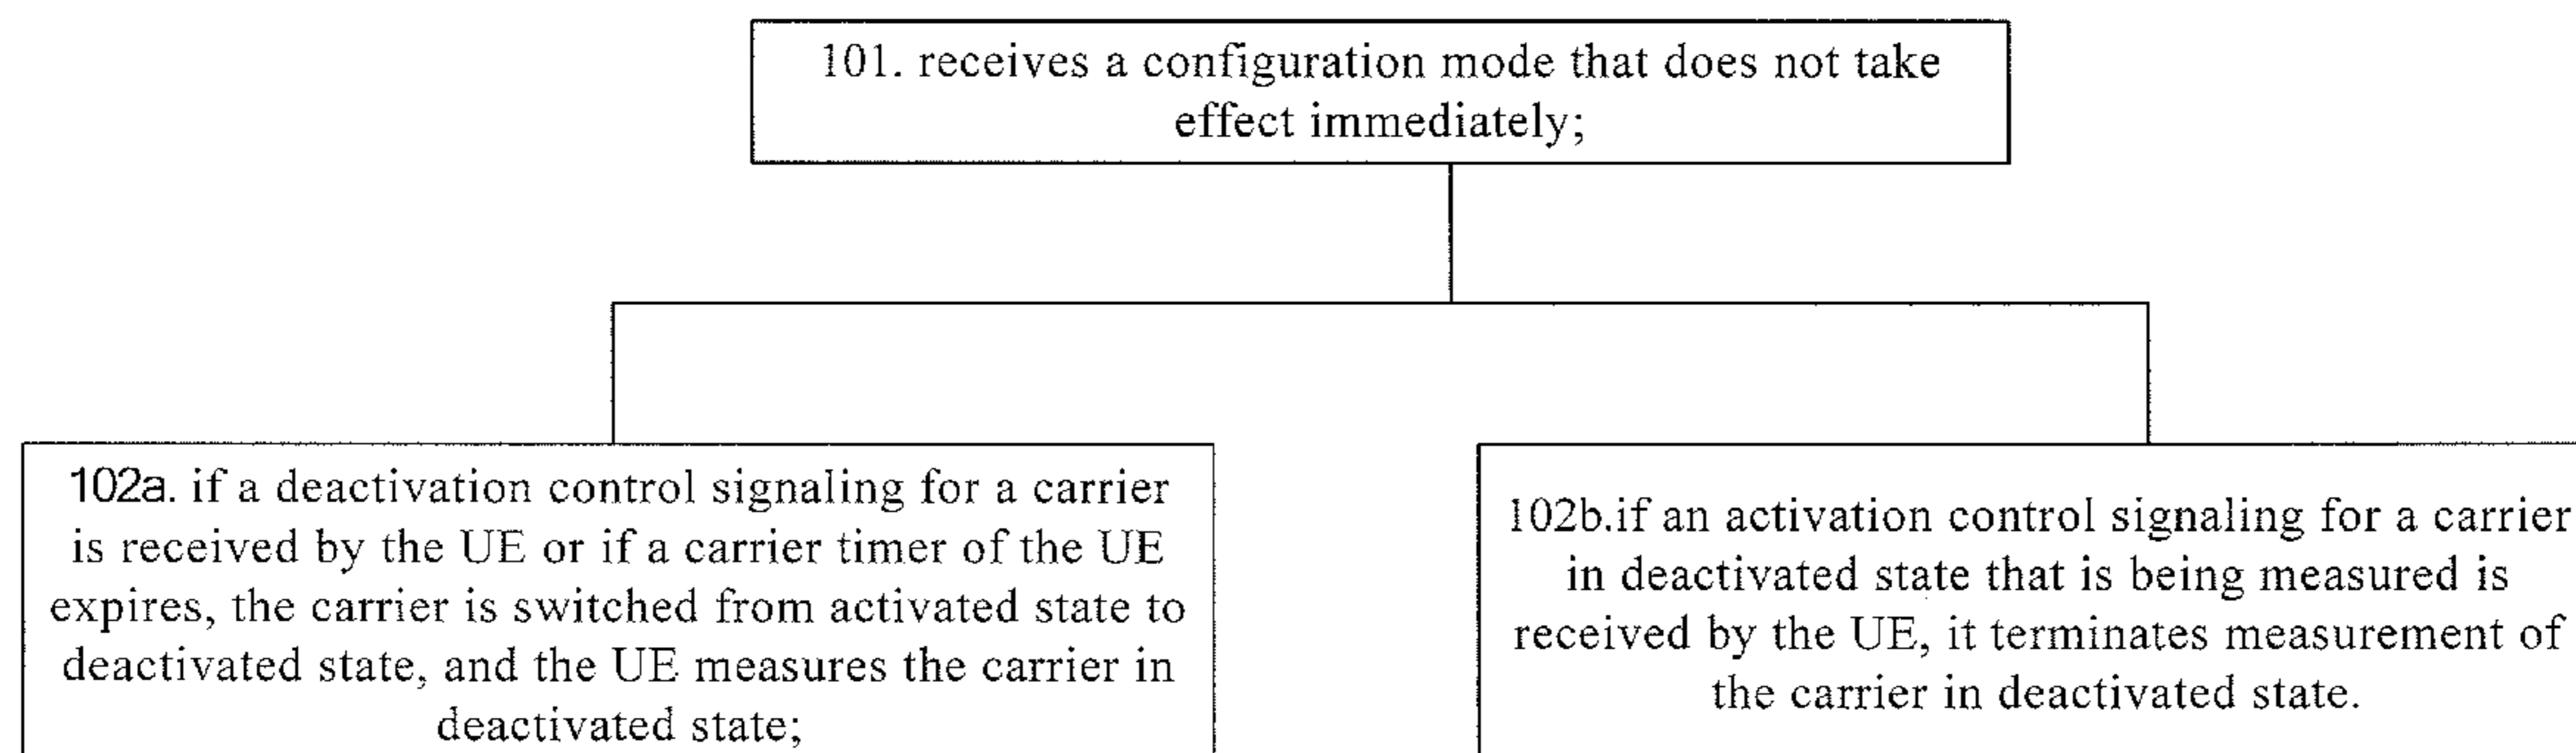 101. receives a configuration mode that does not take
effect immediately;
102a. if a deactivation control signaling for a carrier
is received by the UE or if a carrier timer of the UE
expires, the carrier is switched from activated state to
deactivated state, and the UE measures the carrier in
deactivated state;
102b.if an activation control signaling for a carrier
in deactivated state that is being measured is
received by the UE, it terminates measurement of
the carrier in deactivated state.